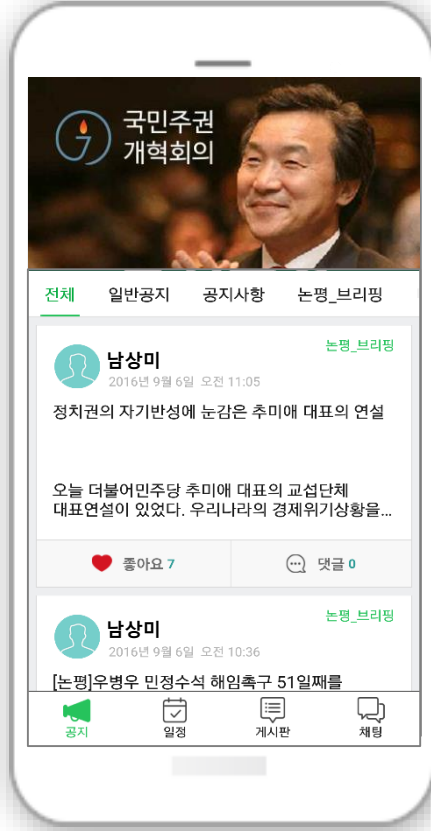 국민주권
개혁회의
전체 일반공지 공지사항 논평_브리핑
논평_브리핑
남상미
2016년 9월 6일 오전 11:05
정치권의 자기반성에 눈감은 추미애 대표의 연설
오늘 더불어민주당 추미애 대표의 교섭단체
대표연설이 있었다. 우리나라의 경제위기상황을...
좋아요 7 댓글 0
논평_브리핑
남상미
2016년 9월 6일 오전 10:36
[논평]우병우 민정수석 해임촉구 51일째를
공지 일정 게시판 채팅